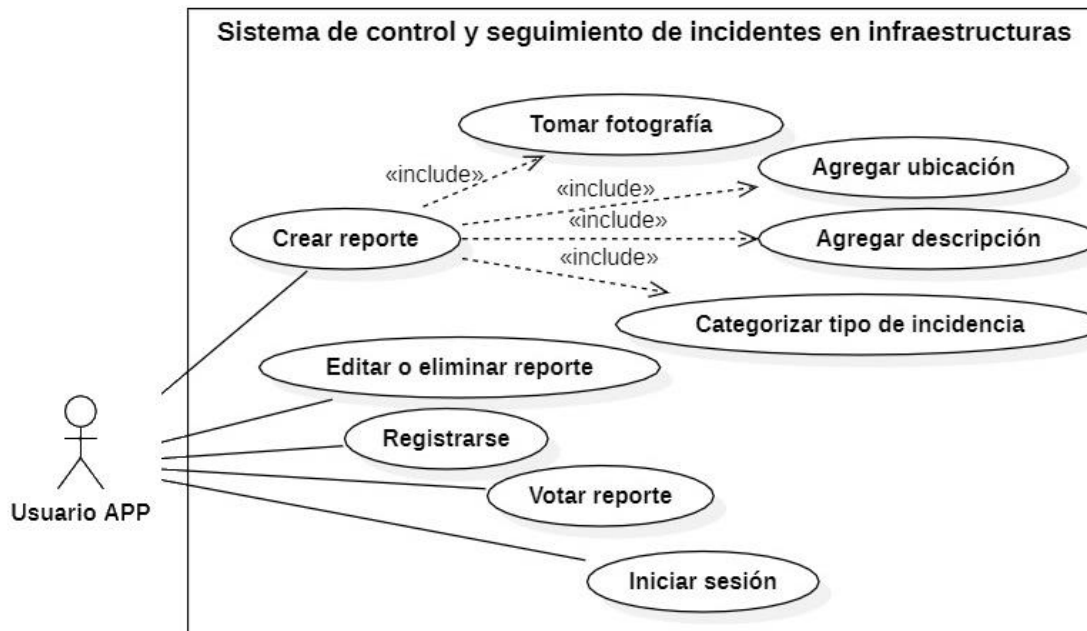 Sistema de control y seguimiento de incidentes en infraestructuras
Tomar fotografía
«include»
Agregar ubicación
«include»
Crear reporte
«include»
Agregar descripción
«include»
Categorizar tipo de incidencia
Editar o eliminar reporte
Registrarse
Votar reporte
Usuario APP
Iniciar sesión